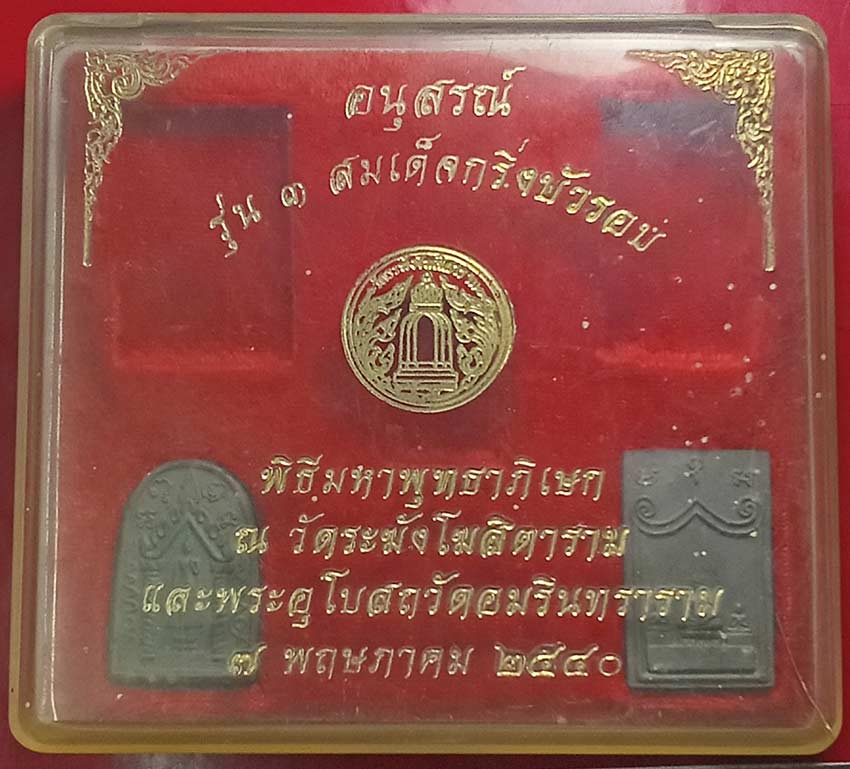 อนุสรณ์
รุ่น ๑ สมเด็จกริ่งบัวรอบ
พิธีมหาพุทธาภิเษก
ณ วัดระฆังโฆสิตาราม
และพระอุโบสถวัดอมรินทราราม
๗ พฤษภาคม ๒๕๔๐